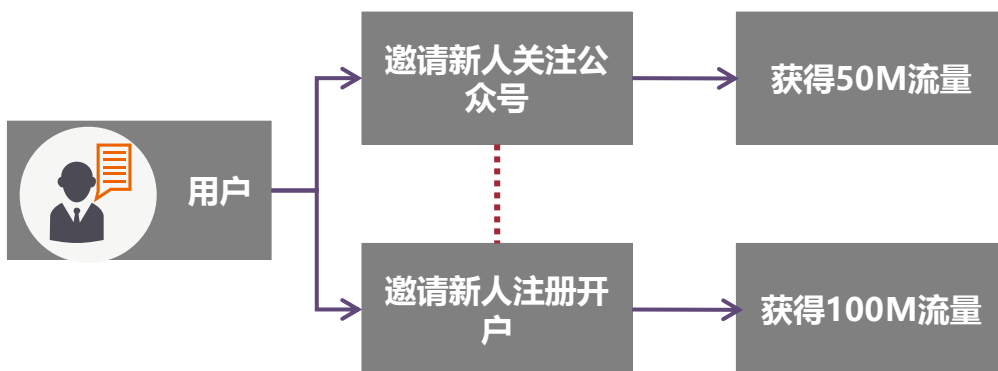 邀请新人关注公
众号
获得50M流量
用户
邀请新人注册开
户
获得100M流量